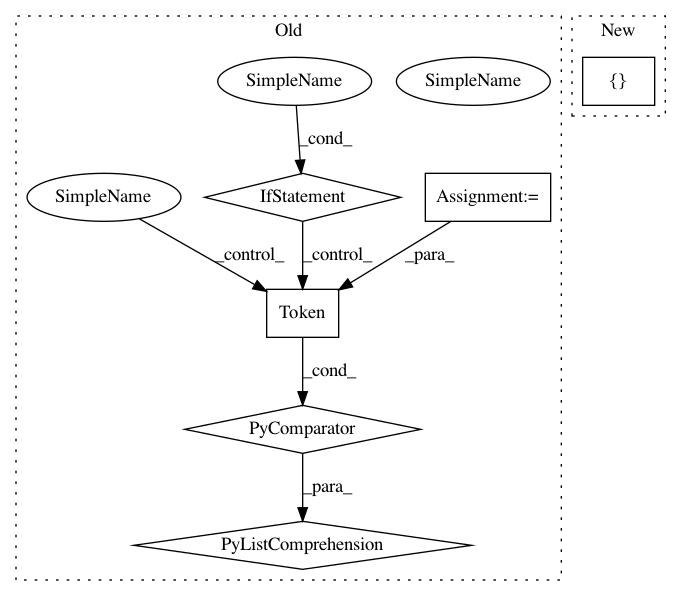 Old
New
SimpleName
SimpleName
{}
_cond_
SimpleName
IfStatement
Assignment:=
_control_
_control_
_para_
Token
_cond_
PyComparator
_para_
PyListComprehension